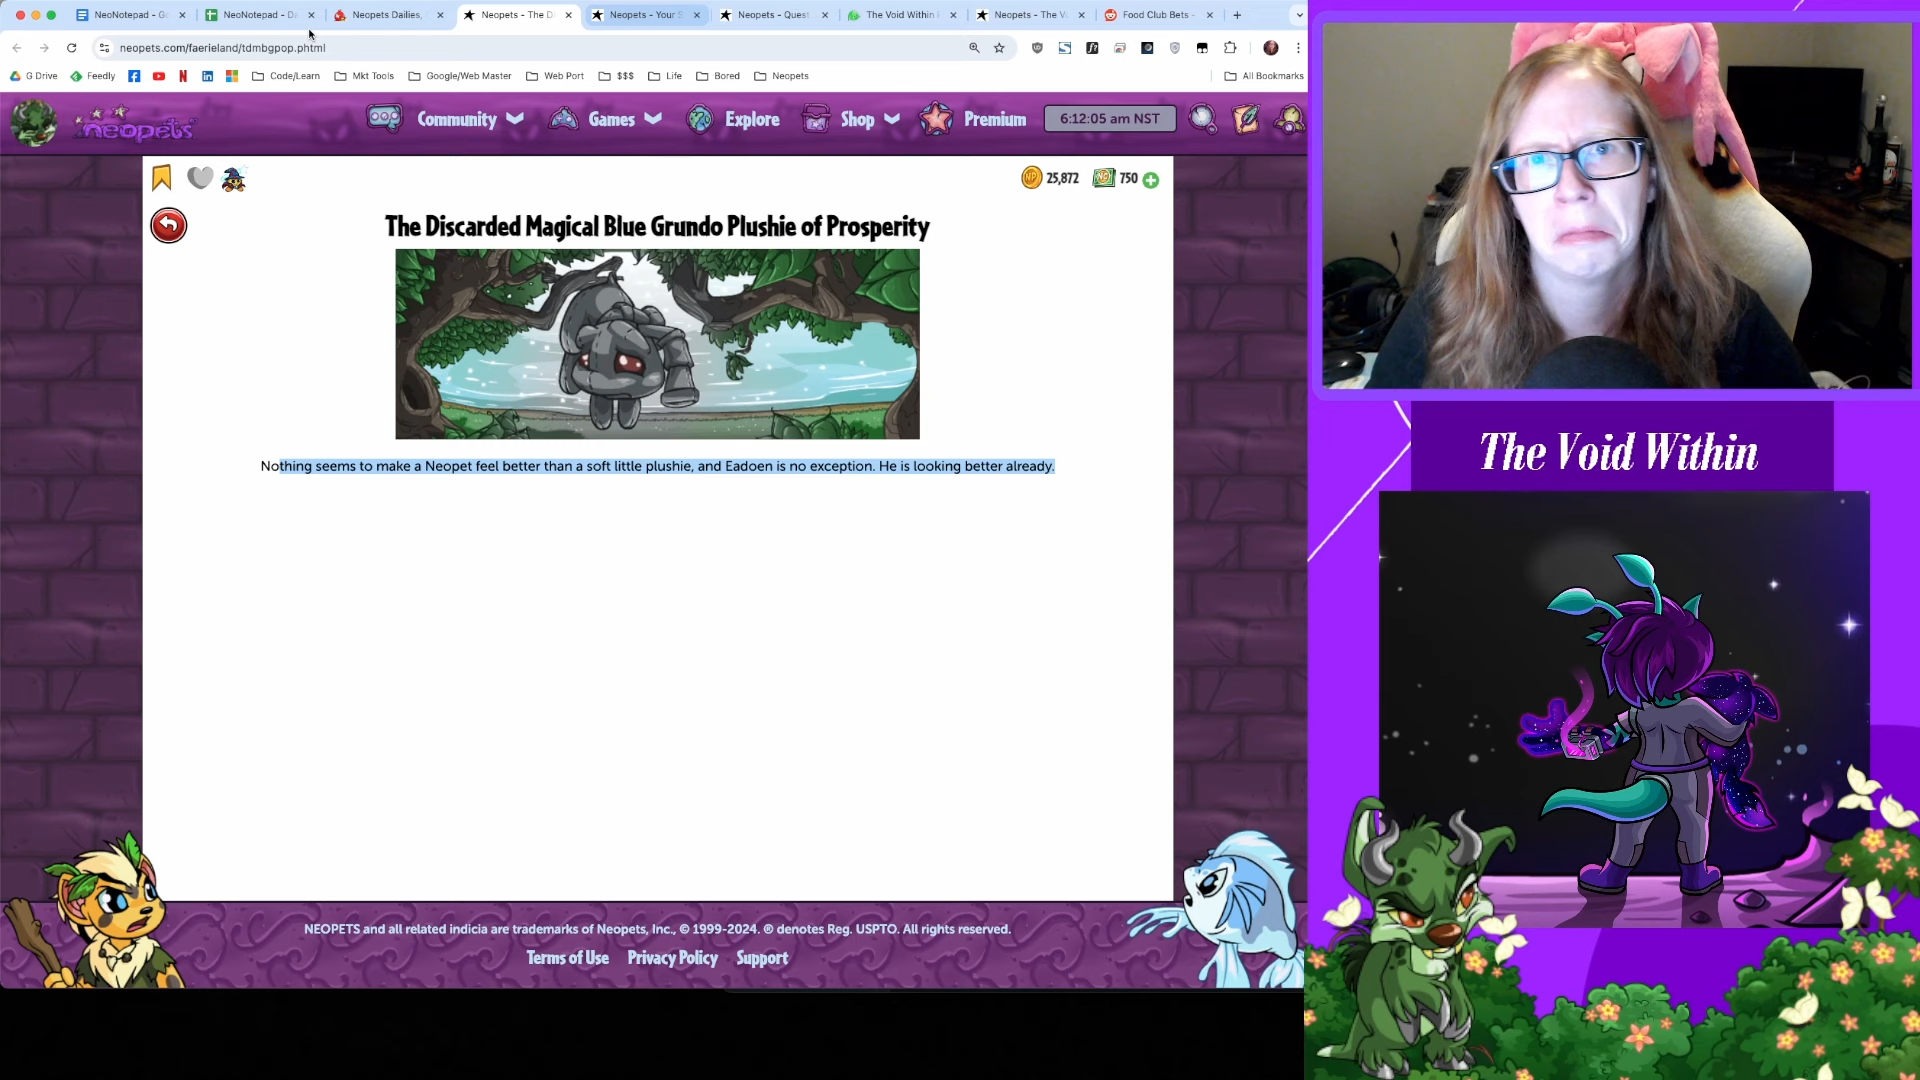 NeoNotepad - G
NeoNotepad - D
Neopets Dailies,
Neopets - The D
Neopets - Your S
Neopets - Quest
The Void Within
Neopets - The V
Food Club Bets -
neopets.com/faerieland/tdmbgpop.phtml
G Drive
Feedly
Code/Learn
Mkt Tools
Google/Web Master
Web Port
$$$
Life
Bored
Neopets
All Bookmarks
neopets
Community
Games
Explore
Shop
Premium
6:12:05 am NST
NP 25,872
NC 750
The Discarded Magical Blue Grundo Plushie of Prosperity
Nothing seems to make a Neopet feel better than a soft little plushie, and Eadoen is no exception. He is looking better already.
NEOPETS and all related indicia are trademarks of Neopets, Inc., © 1999-2024. ® denotes Reg. USPTO. All rights reserved.
Terms of Use
Privacy Policy
Support
The Void Within